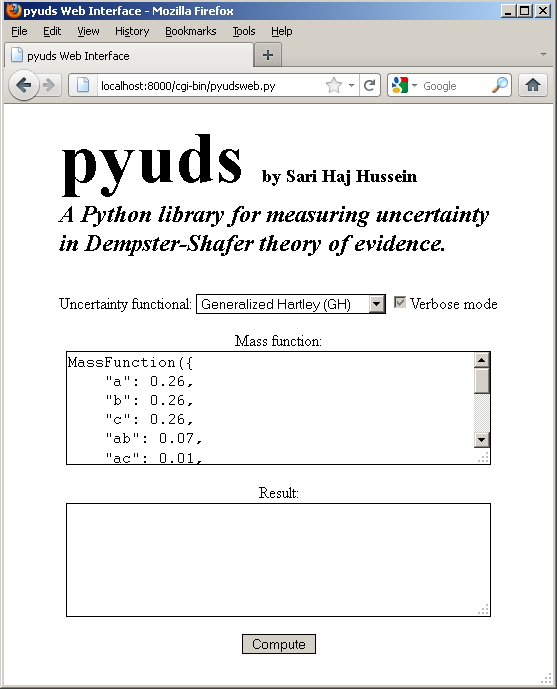 pyuds Web Interface - Mozilla Firefox
File Edit View History Bookmarks Tools Help
pyuds Web Interface
localhost:8000/cgi-bin/pyudsweb.py
Google
pyuds by Sari Haj Hussein
A Python library for measuring uncertainty
in Dempster-Shafer theory of evidence.
Uncertainty functional: Generalized Hartley (GH) Verbose mode
Mass function:
MassFunction({
"a": 0.26,
"b": 0.26,
"c": 0.26,
"ab": 0.07,
"ac": 0.01,
Result:
Compute